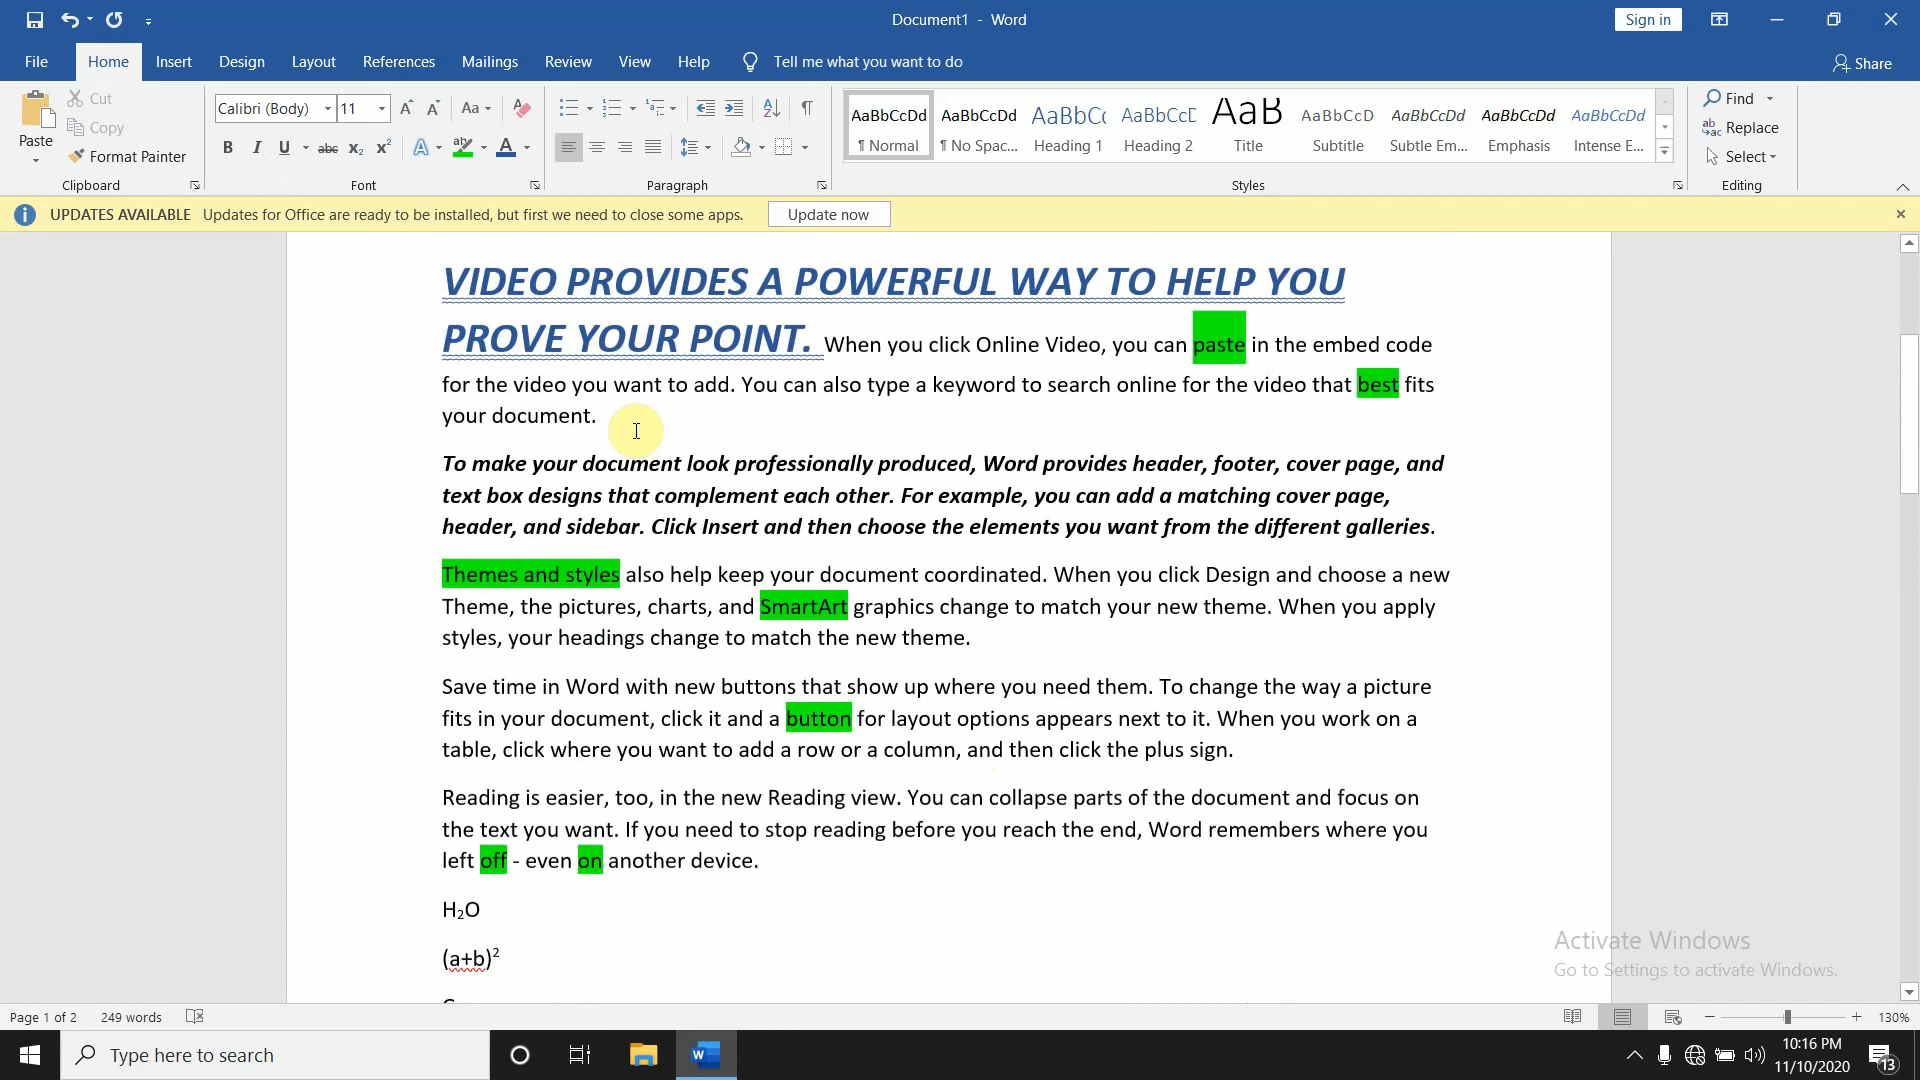 Document1 - Word
Sign in
File Home Insert Design Layout References Mailings Review View Help Tell me what you want to do Share
Paste Cut
Copy
Format Painter
Clipboard
Calibri (Body) 11 Aa
B I U abc x₂ x² A A
Font
Paragraph
AaBbCcDd AaBbCcDd AaBbCc AaBbCcE AaB AaBbCcD AaBbCcDd AaBbCcDd AaBbCcDd
¶ Normal ¶ No Spac... Heading 1 Heading 2 Title Subtitle Subtle Em... Emphasis Intense E...
Styles
Find
Replace
Select
Editing
UPDATES AVAILABLE Updates for Office are ready to be installed, but first we need to close some apps. Update now
VIDEO PROVIDES A POWERFUL WAY TO HELP YOU
PROVE YOUR POINT. When you click Online Video, you can paste in the embed code
for the video you want to add. You can also type a keyword to search online for the video that best fits
your document.
To make your document look professionally produced, Word provides header, footer, cover page, and
text box designs that complement each other. For example, you can add a matching cover page,
header, and sidebar. Click Insert and then choose the elements you want from the different galleries.
Themes and styles also help keep your document coordinated. When you click Design and choose a new
Theme, the pictures, charts, and SmartArt graphics change to match your new theme. When you apply
styles, your headings change to match the new theme.
Save time in Word with new buttons that show up where you need them. To change the way a picture
fits in your document, click it and a button for layout options appears next to it. When you work on a
table, click where you want to add a row or a column, and then click the plus sign.
Reading is easier, too, in the new Reading view. You can collapse parts of the document and focus on
the text you want. If you need to stop reading before you reach the end, Word remembers where you
left off - even on another device.
H₂O
(a+b)²
Activate Windows
Go to Settings to activate Windows.
Page 1 of 2 249 words 130%
Type here to search
10:16 PM
11/10/2020
13